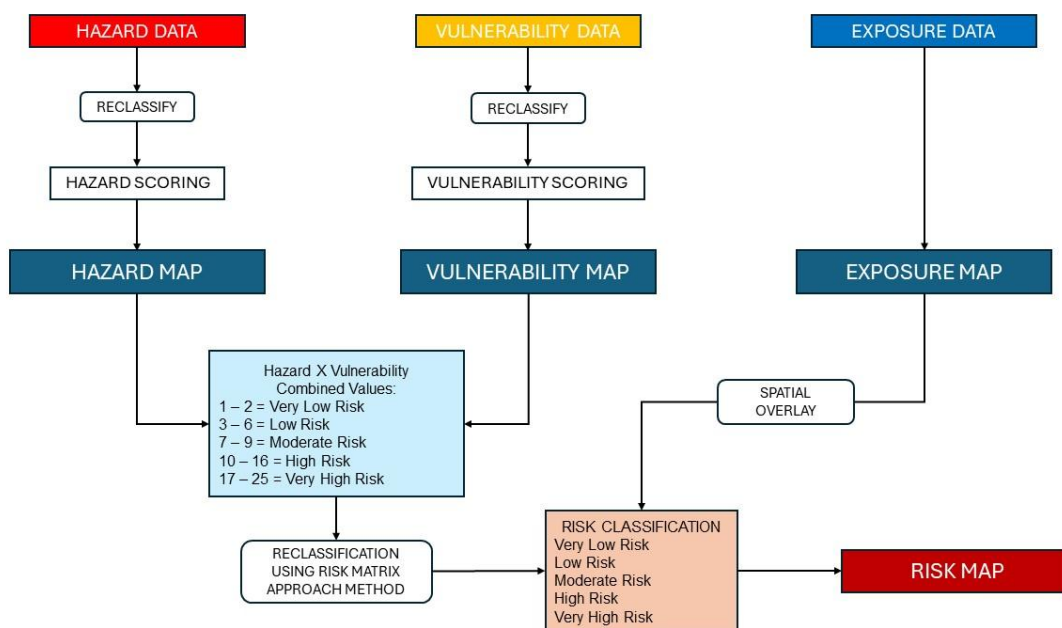 HAZARD DATA
VULNERABILITY DATA
EXPOSURE DATA
RECLASSIFY
RECLASSIFY
HAZARD SCORING
VULNERABILITY SCORING
HAZARD MAP
VULNERABILITY MAP
EXPOSURE MAP
Hazard X Vulnerability
Combined Values:
1 – 2 = Very Low Risk
3 – 6 = Low Risk
7 – 9 = Moderate Risk
10 – 16 = High Risk
17 – 25 = Very High Risk
SPATIAL
OVERLAY
RECLASSIFICATION
USING RISK MATRIX
APPROACH METHOD
RISK CLASSIFICATION
Very Low Risk
Low Risk
Moderate Risk
High Risk
Very High Risk
RISK MAP